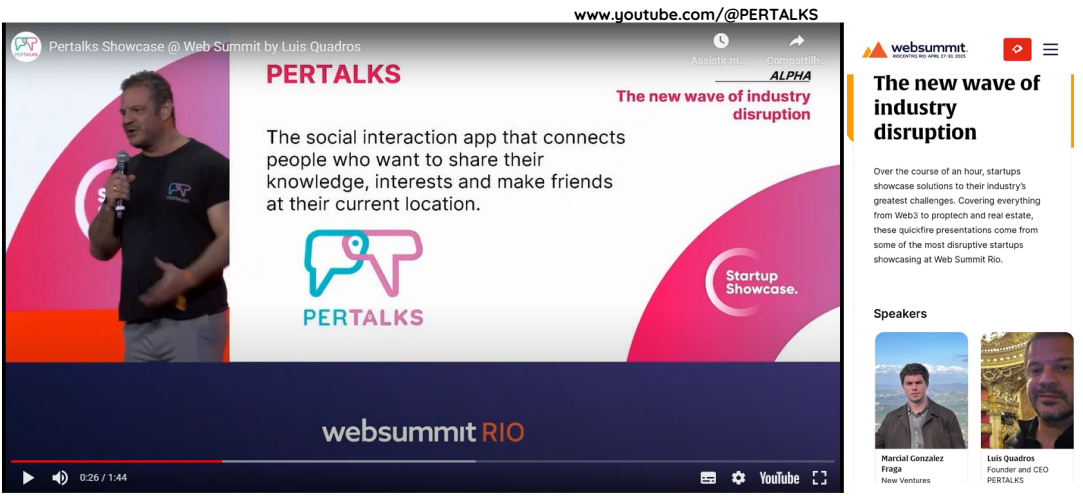 www.youtube.com/@PERTALKS
PERTALKS
Pertalks Showcase @ Web Summit by Luis Quadros
Assistir m...
Compartilh...
PERTALKS
ALPHA
The new wave of industry
disruption
The social interaction app that connects
people who want to share their
knowledge, interests and make friends
at their current location.
PERTALKS
Startup
Showcase.
websummit RIO
0:26 / 1:44
YouTube
websummit.
RIOCENTRO, RIO·APRIL 27-30, 2025
The new wave of
industry
disruption
Over the course of an hour, startups
showcase solutions to their industry's
greatest challenges. Covering everything
from Web3 to proptech and real estate,
these quickfire presentations come from
some of the most disruptive startups
showcasing at Web Summit Rio.
Speakers
Marcial Gonzalez
Fraga
New Ventures
Luis Quadros
Founder and CEO
PERTALKS